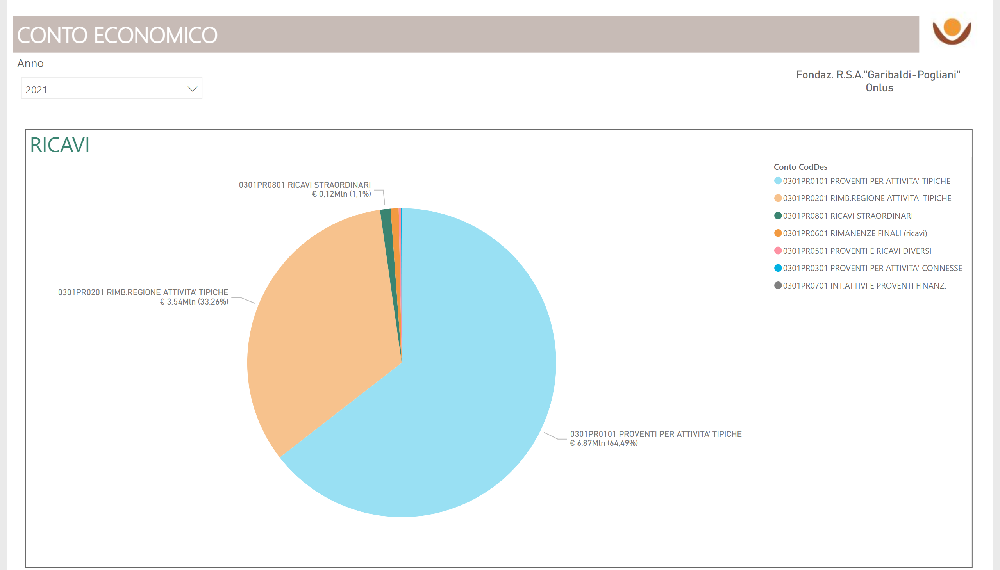 CONTO ECONOMICO
Anno
2021
Fondaz. R.S.A."Garibaldi-Pogliani"
Onlus
RICAVI
Conto CodDes
0301PR0101 PROVENTI PER ATTIVITA' TIPICHE
0301PR0201 RIMB.REGIONE ATTIVITA' TIPICHE
0301PR0801 RICAVI STRAORDINARI
0301PR0601 RIMANENZE FINALI (ricavi)
0301PR0501 PROVENTI E RICAVI DIVERSI
0301PR0301 PROVENTI PER ATTIVITA' CONNESSE
0301PR0701 INT.ATTIVI E PROVENTI FINANZ.
0301PR0801 RICAVI STRAORDINARI
€ 0,12Mln (1,1%)
0301PR0201 RIMB.REGIONE ATTIVITA' TIPICHE
€ 3,54Mln (33,26%)
0301PR0101 PROVENTI PER ATTIVITA' TIPICHE
€ 6,87Mln (64,49%)